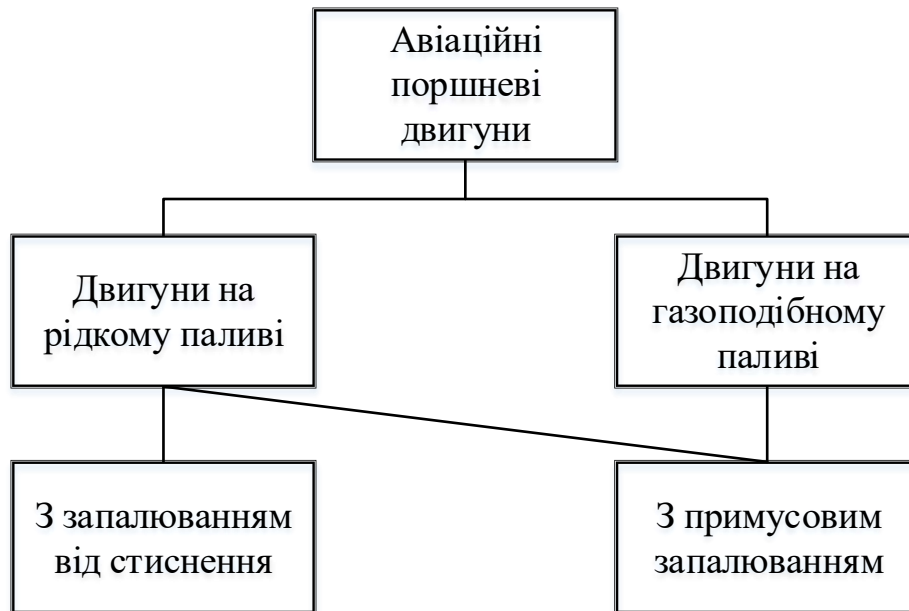 Авіаційні
поршневі
двигуни
Двигуни на
рідкому паливі
Двигуни на
газоподібному
паливі
З запалюванням
від стиснення
З примусовим
запалюванням